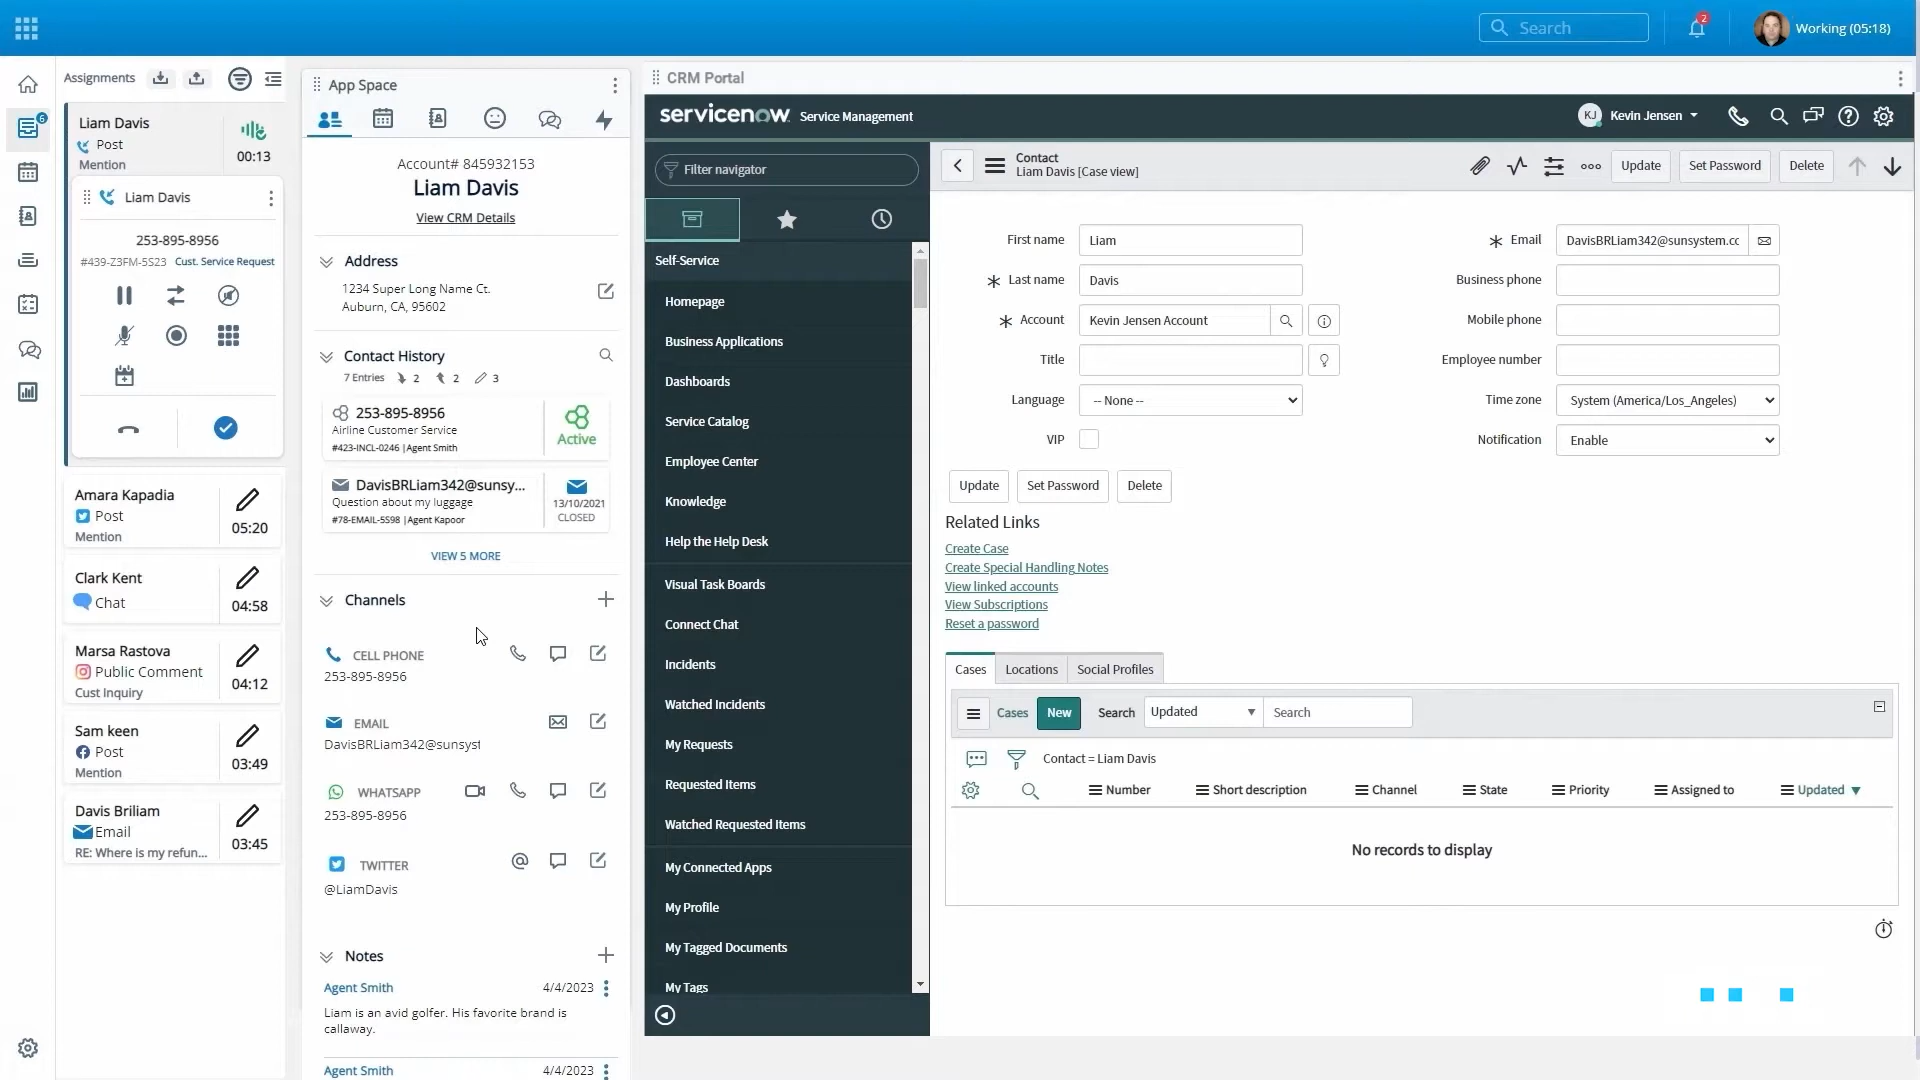 Search
2
Working (05:18)
Assignments
6
Liam Davis
Post
Mention
00:13
Liam Davis
253-895-8956
#439-Z3FM-5S23 Cust. Service Request
Amara Kapadia
Post
Mention
05:20
Clark Kent
Chat
04:58
Marsa Rastova
Public Comment
Cust Inquiry
04:12
Sam keen
Post
Mention
03:49
Davis Briliam
Email
RE: Where is my refun...
03:45
App Space
Account# 845932153
Liam Davis
View CRM Details
Address
1234 Super Long Name Ct.
Auburn, CA, 95602
Contact History
7 Entries 2 2 3
253-895-8956
Airline Customer Service
#423-INCL-0246 |Agent Smith
Active
DavisBRLiam342@sunsy...
Question about my luggage
#78-EMAIL-5S98 |Agent Kapoor
13/10/2021
CLOSED
VIEW 5 MORE
Channels
CELL PHONE
253-895-8956
EMAIL
DavisBRLiam342@sunsyst
WHATSAPP
253-895-8956
TWITTER
@LiamDavis
Notes
Agent Smith 4/4/2023
Liam is an avid golfer. His favorite brand is
callaway.
Agent Smith 4/4/2023
CRM Portal
servicenow. Service Management
KJ Kevin Jensen
Filter navigator
Self-Service
Homepage
Business Applications
Dashboards
Service Catalog
Employee Center
Knowledge
Help the Help Desk
Visual Task Boards
Connect Chat
Incidents
Watched Incidents
My Requests
Requested Items
Watched Requested Items
My Connected Apps
My Profile
My Tagged Documents
My Tags
Contact
Liam Davis [Case view]
Update Set Password Delete
First name Liam
Last name Davis
Account Kevin Jensen Account
Title
Language -- None --
VIP
Email DavisBRLiam342@sunsystem.cc
Business phone
Mobile phone
Employee number
Time zone System (America/Los_Angeles)
Notification Enable
Update Set Password Delete
Related Links
Create Case
Create Special Handling Notes
View linked accounts
View Subscriptions
Reset a password
Cases Locations Social Profiles
Cases New Search Updated Search
Contact = Liam Davis
Number Short description Channel State Priority Assigned to Updated
No records to display